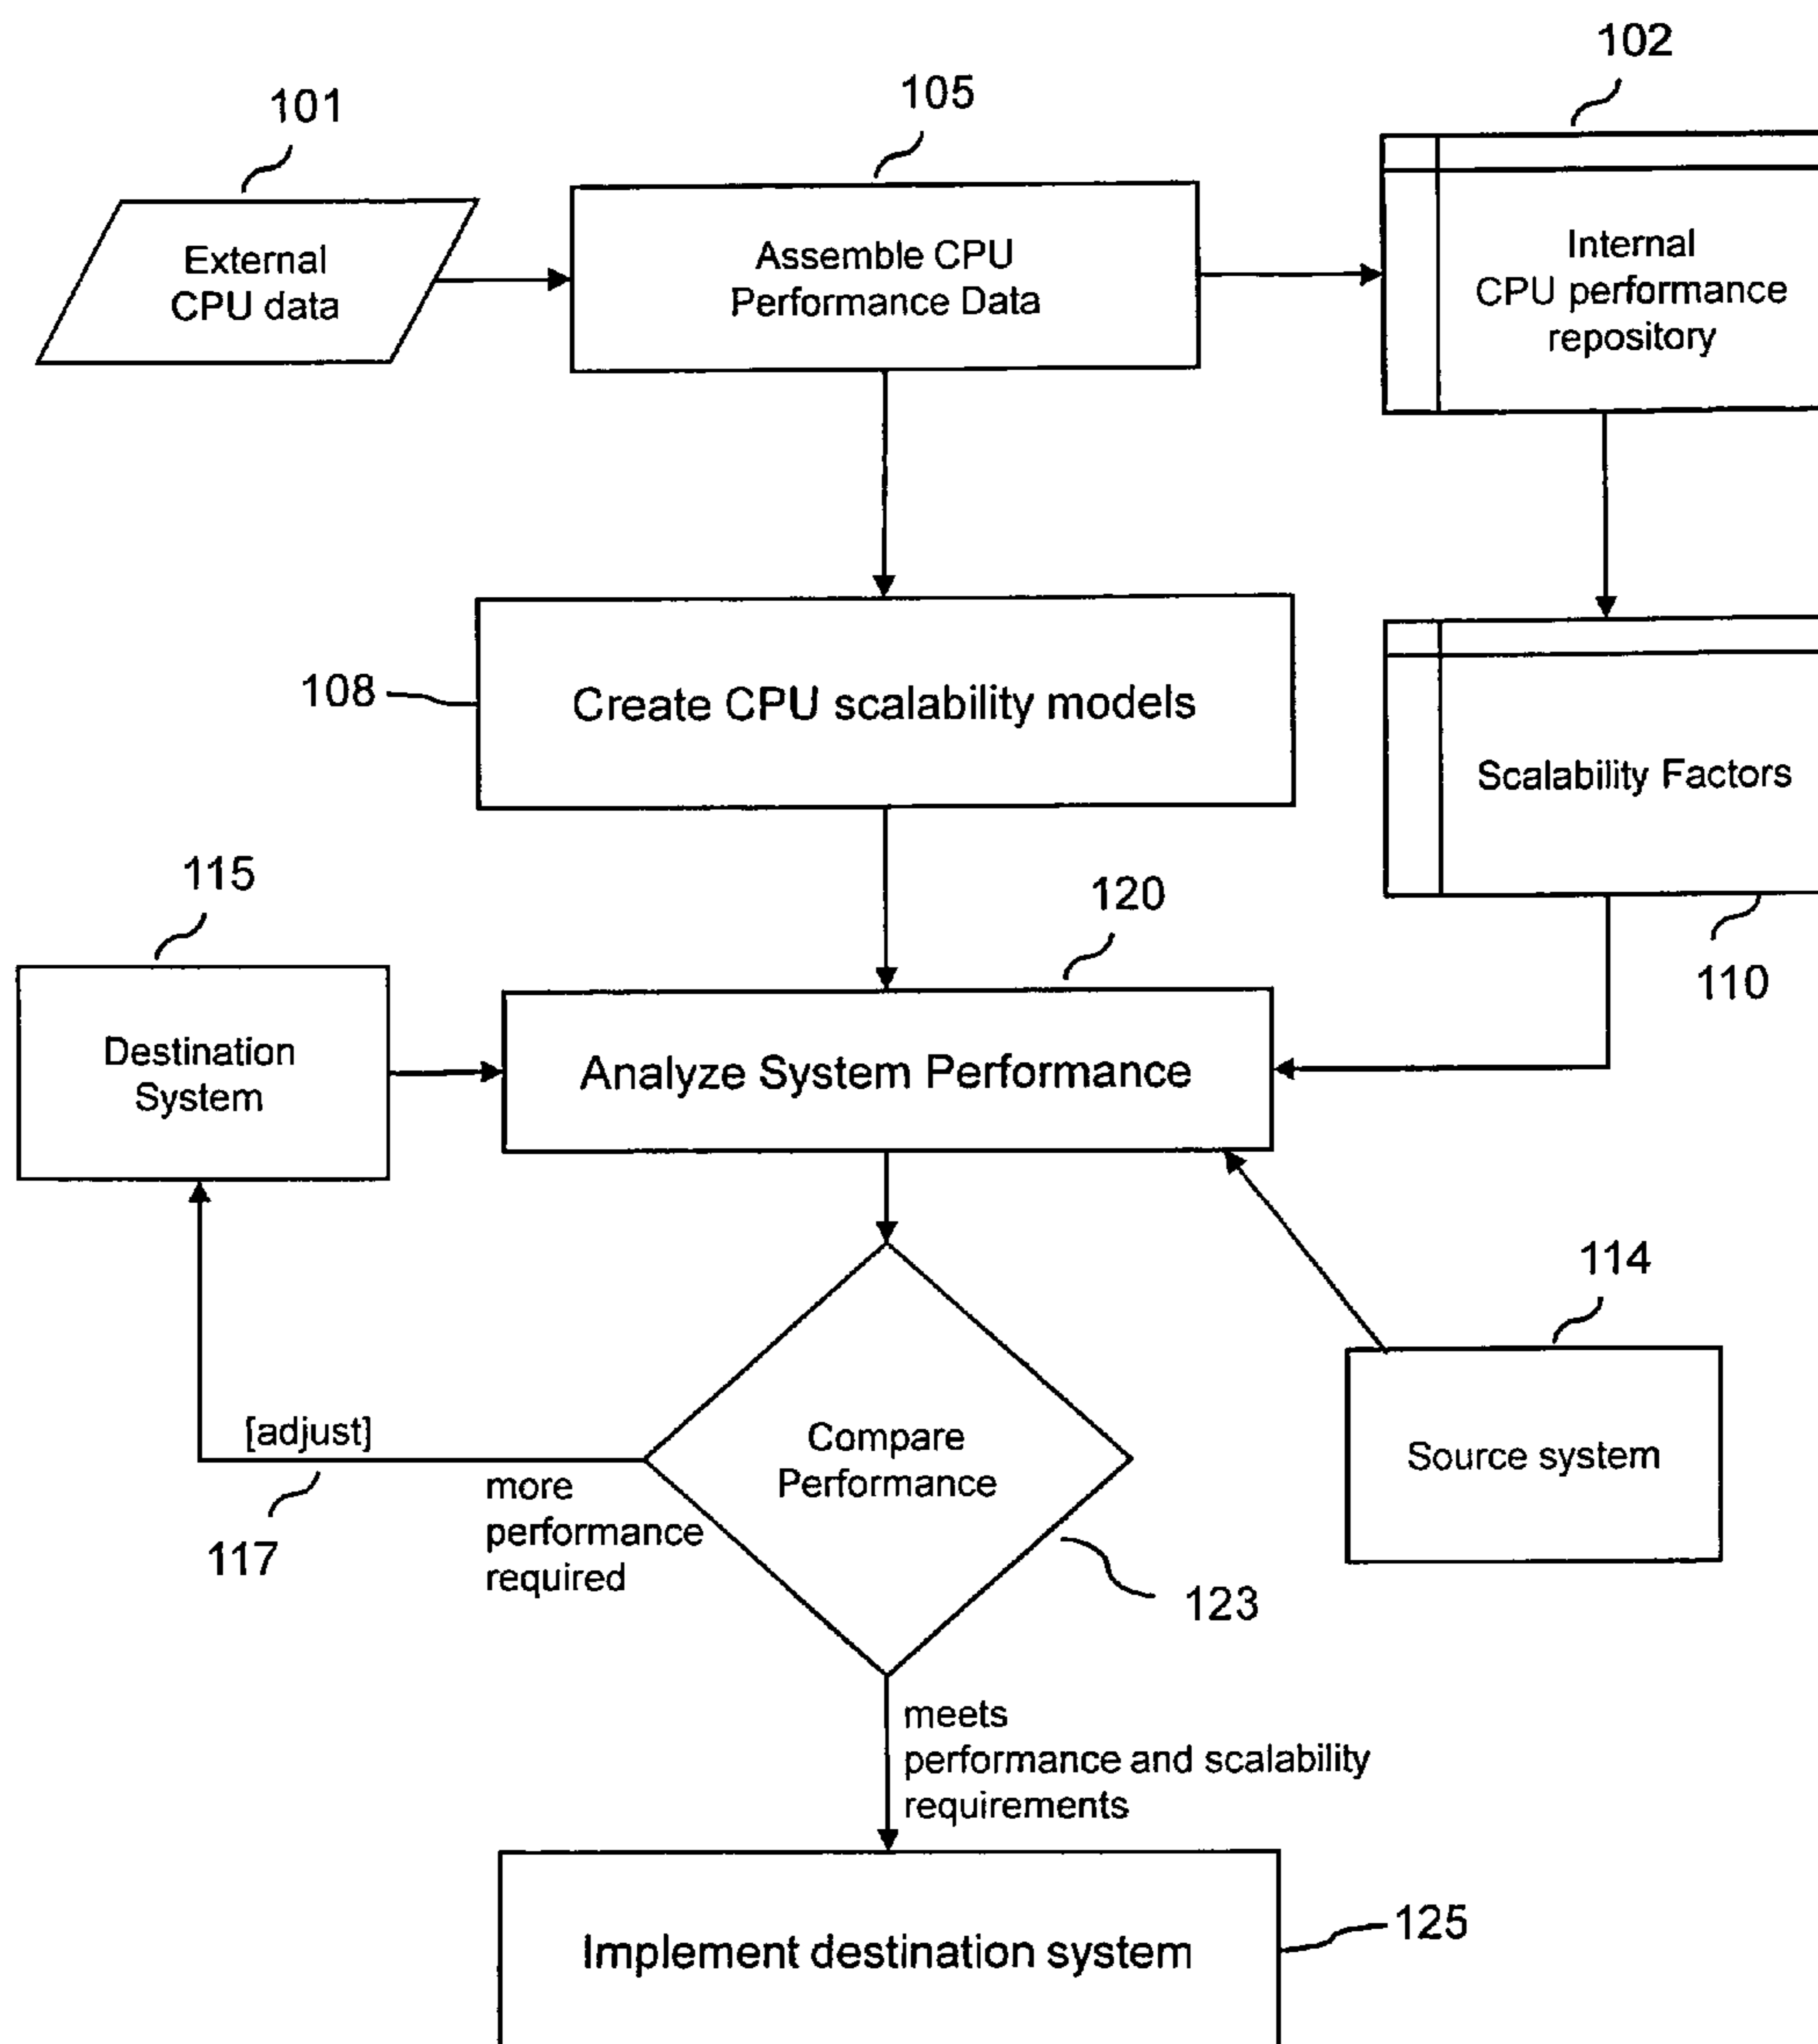 102
101
105
External
CPU data
Assemble CPU
Performance Data
Internal
CPU performance
repository
108
Create CPU scalability models
Scalability Factors
115
120
110
Destination
System
Analyze System Performance
114
[adjust]
117
more
performance
required
Compare
Performance
Source system
123
meets
performance and scalability
requirements
Implement destination system
125